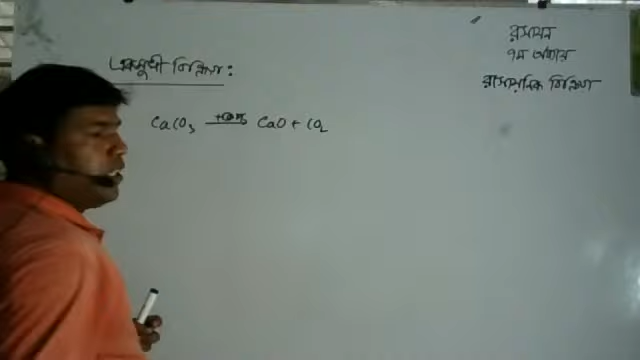 রসায়ন
৭ম অধ্যায়
রাসায়নিক বিক্রিয়া
একমুখী বিক্রিয়া:
CaCO₃ CaO + CO₂